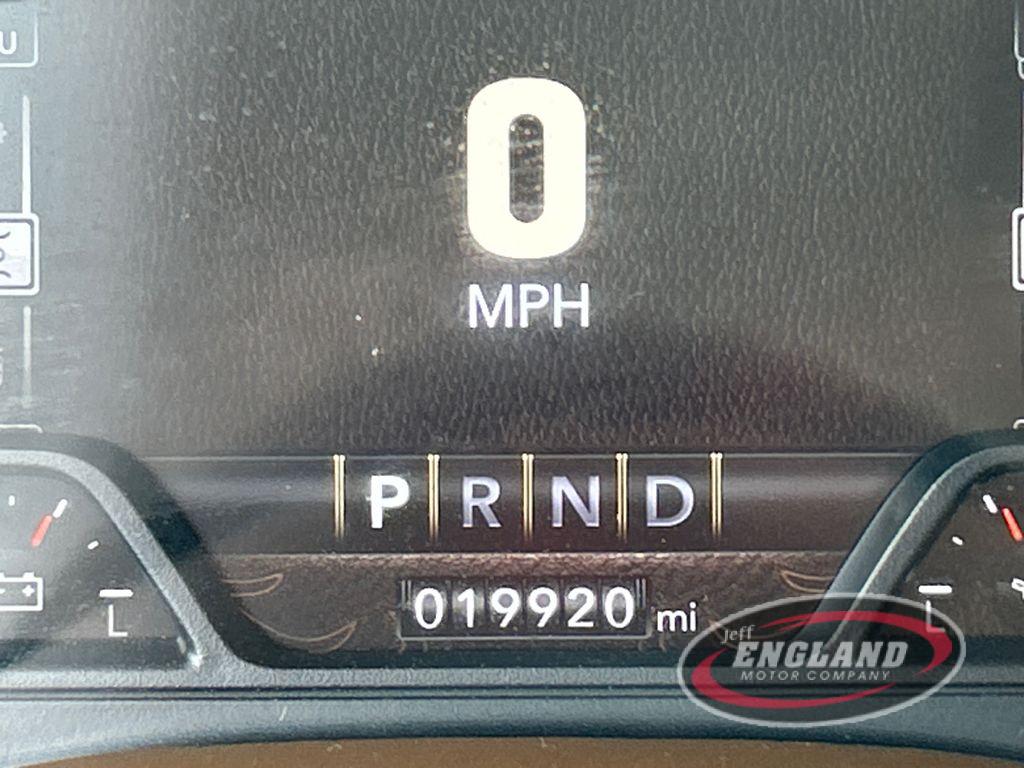 0
MPH
P R N D
019920 mi
L
L
Jeff
ENGLAND
MOTOR COMPANY